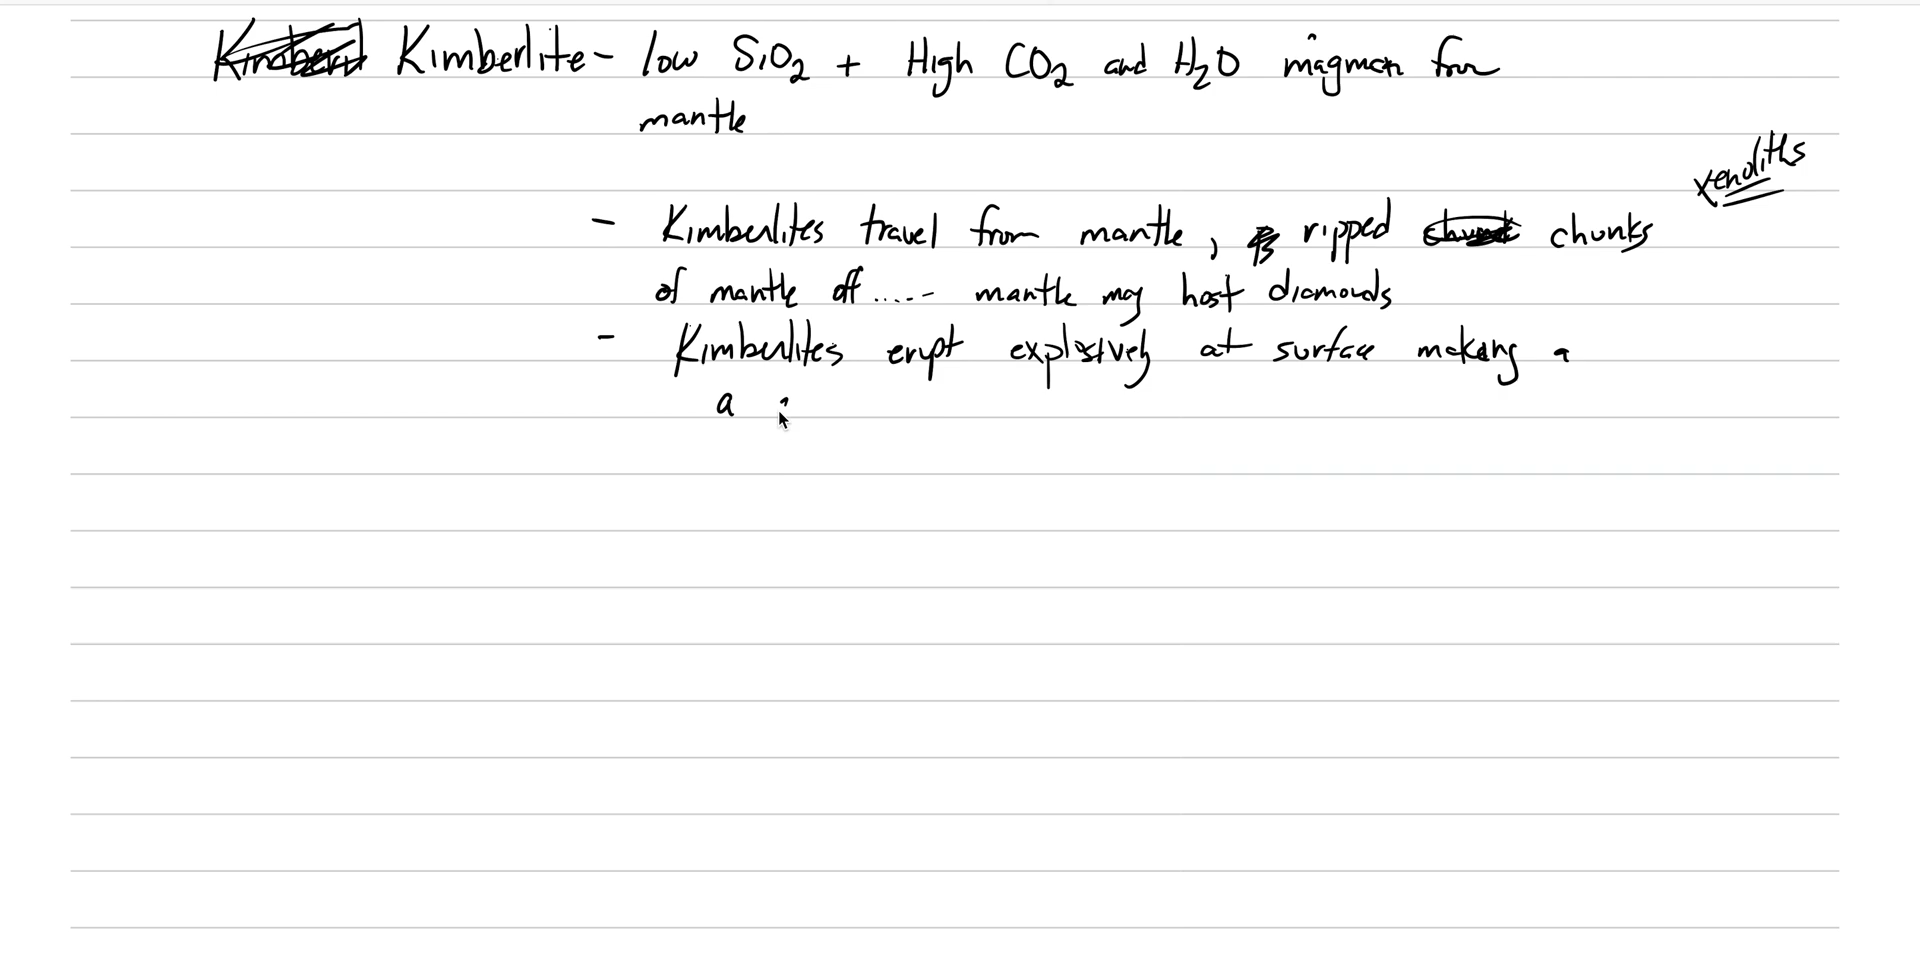 Kimberlite - low SiO2 + High CO2 and H2O magmon from
mantle
xenoliths
- Kimberlites travel from mantle, ripped chunks
of mantle off ..... mantle may host diamonds
- Kimberlites erupt explosively at surface making a
a